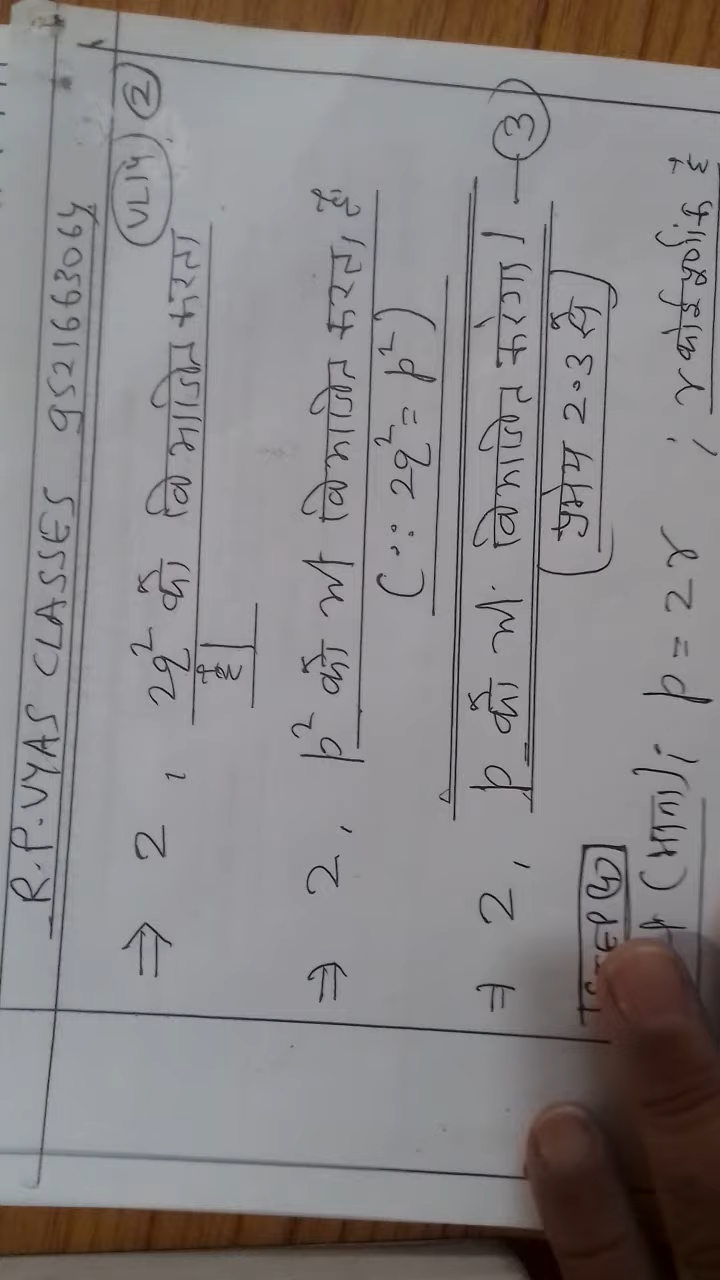 R.P.VYAS CLASSES 9521663064
VL14 2
⇒ 2, 2q² को विभाजित करता
है|
⇒ 2, p² को भी विभाजित करता है
(∵ 2q² = p²)
⇒ 2, p को भी विभाजित करेगा| — 3
प्रमेय 2.3 से
STEP
(माना); p = 2r ; r कोई पूर्णांक है